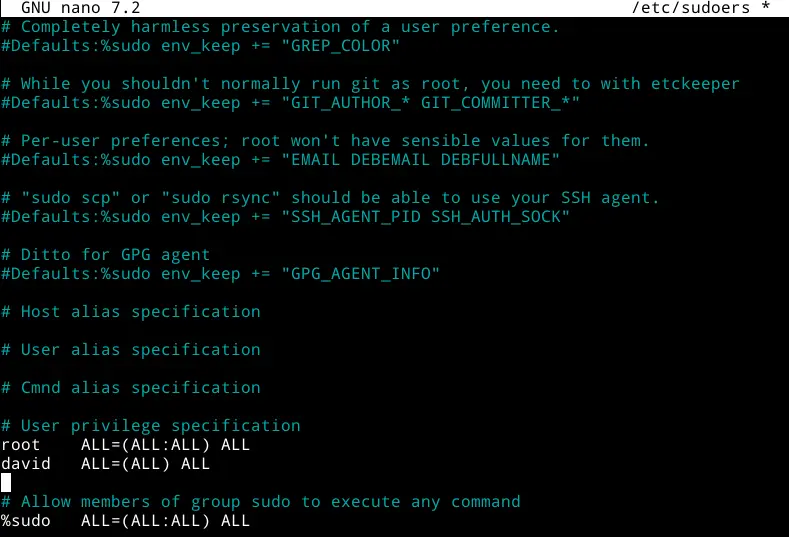 GNU nano 7.2 /etc/sudoers *
# Completely harmless preservation of a user preference.
#Defaults:%sudo env_keep += "GREP_COLOR"
# While you shouldn't normally run git as root, you need to with etckeeper
#Defaults:%sudo env_keep += "GIT_AUTHOR_* GIT_COMMITTER_*"
# Per-user preferences; root won't have sensible values for them.
#Defaults:%sudo env_keep += "EMAIL DEBEMAIL DEBFULLNAME"
# "sudo scp" or "sudo rsync" should be able to use your SSH agent.
#Defaults:%sudo env_keep += "SSH_AGENT_PID SSH_AUTH_SOCK"
# Ditto for GPG agent
#Defaults:%sudo env_keep += "GPG_AGENT_INFO"
# Host alias specification
# User alias specification
# Cmnd alias specification
# User privilege specification
root    ALL=(ALL:ALL) ALL
david   ALL=(ALL) ALL
# Allow members of group sudo to execute any command
%sudo   ALL=(ALL:ALL) ALL